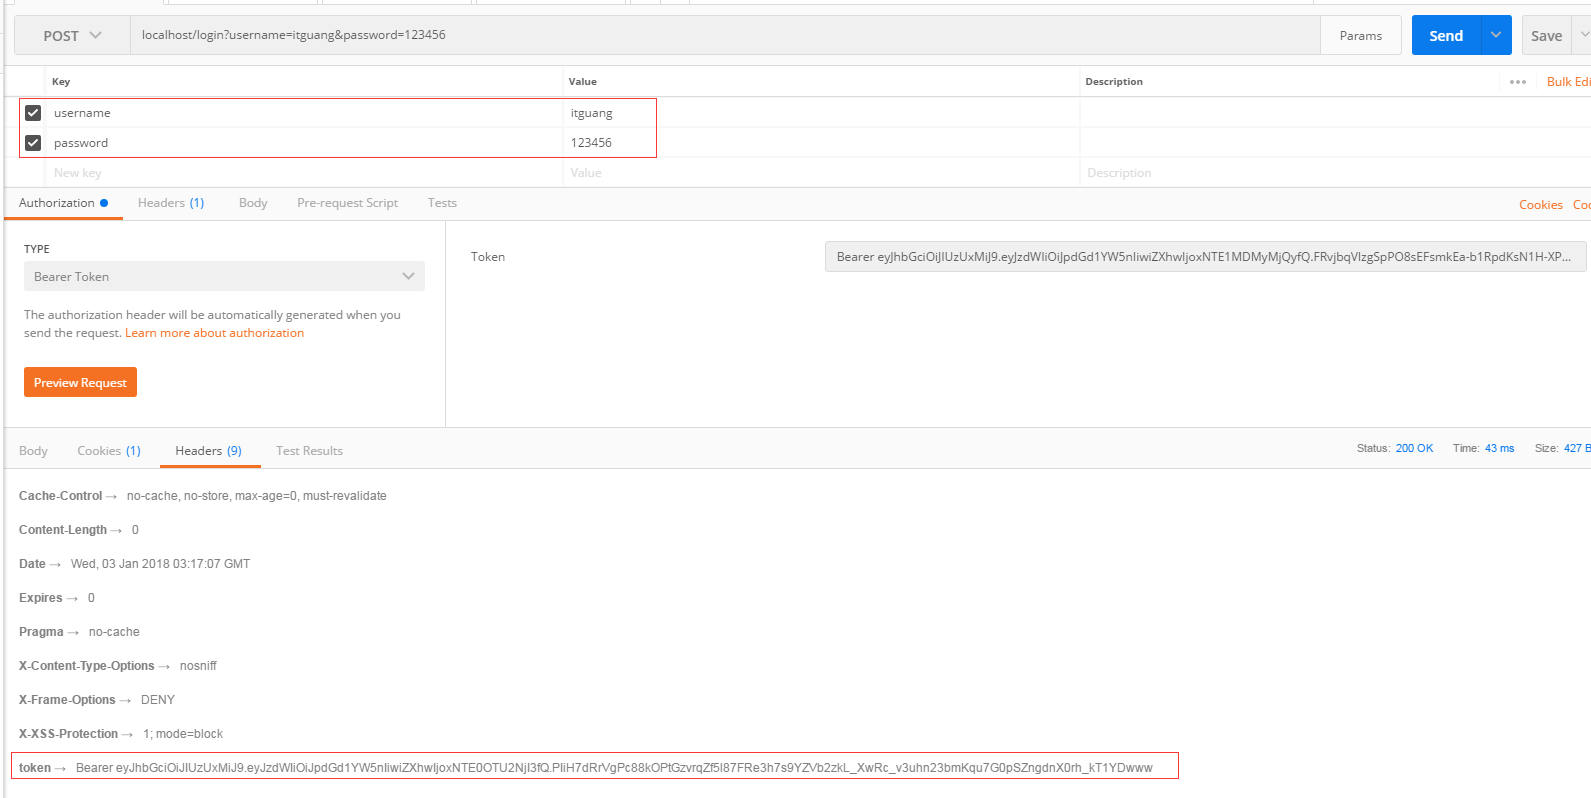 POST localhost/login?username=itguang&password=123456 Params Send Save
Key Value Description Bulk Edi
username itguang
password 123456
New key Value Description
Authorization Headers (1) Body Pre-request Script Tests Cookies Coo
TYPE
Bearer Token
The authorization header will be automatically generated when you
send the request. Learn more about authorization
Preview Request
Token Bearer eyJhbGciOiJIUzUxMiJ9.eyJzdWIiOiJpdGd1YW5nIiwiZXhwIjoxNTE1MDMyMjQyfQ.FRvjbqVIzgSpPO8sEFsmkEa-b1RpdKsN1H-XP...
Body Cookies (1) Headers (9) Test Results Status: 200 OK Time: 43 ms Size: 427 B
Cache-Control → no-cache, no-store, max-age=0, must-revalidate
Content-Length → 0
Date → Wed, 03 Jan 2018 03:17:07 GMT
Expires → 0
Pragma → no-cache
X-Content-Type-Options → nosniff
X-Frame-Options → DENY
X-XSS-Protection → 1; mode=block
token → Bearer eyJhbGciOiJIUzUxMiJ9.eyJzdWIiOiJpdGd1YW5nIiwiZXhwIjoxNTE0OTU2NjI3fQ.PIiH7dRrVgPc88kOPtGzvrqZf5I87FRe3h7s9YZVb2zkL_XwRc_v3uhn23bmKqu7G0pSZngdnX0rh_kT1YDwww